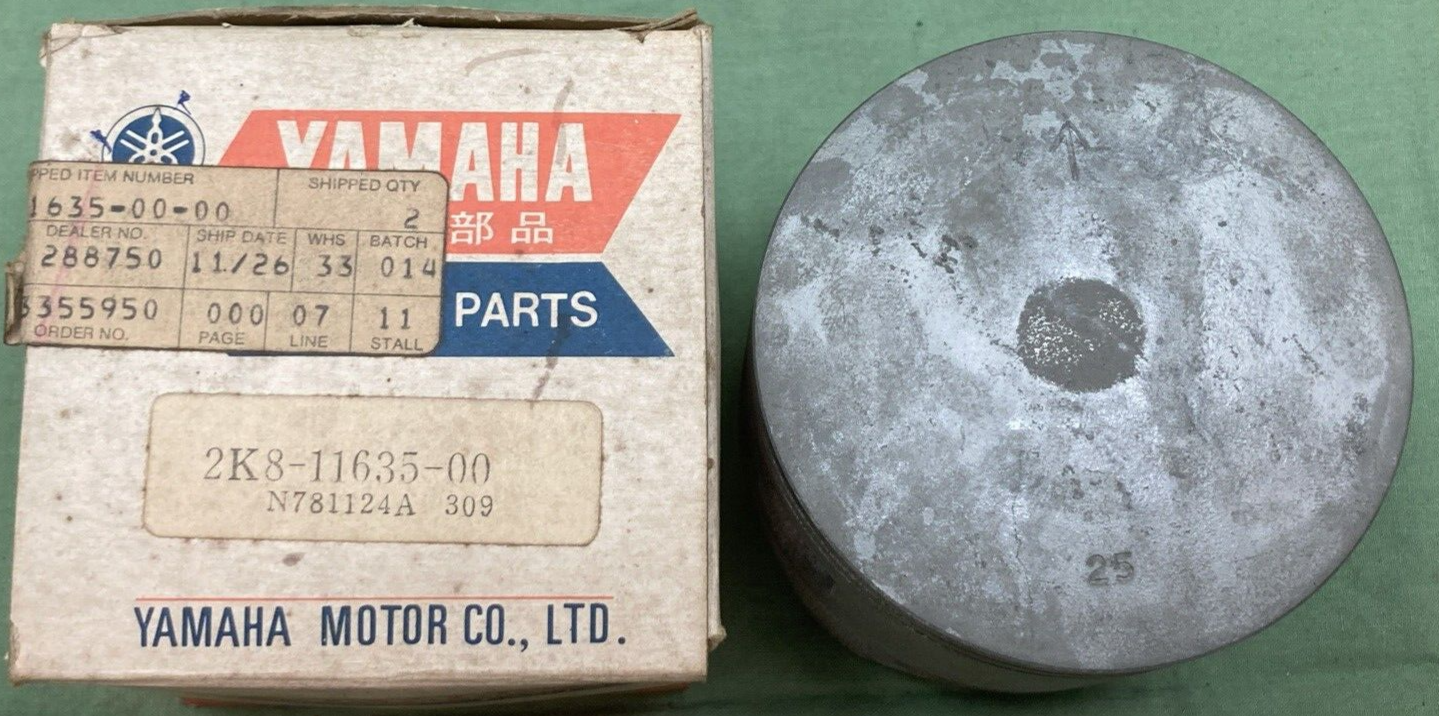 YAMAHA
部品
PARTS
PPED ITEM NUMBER SHIPPED QTY
1635-00-00 2
DEALER NO. SHIP DATE WHS BATCH
288750 11/26 33 014
3355950 000 07 11
ORDER NO. PAGE LINE STALL
2K8-11635-00
N781124A 309
YAMAHA MOTOR CO., LTD.
25